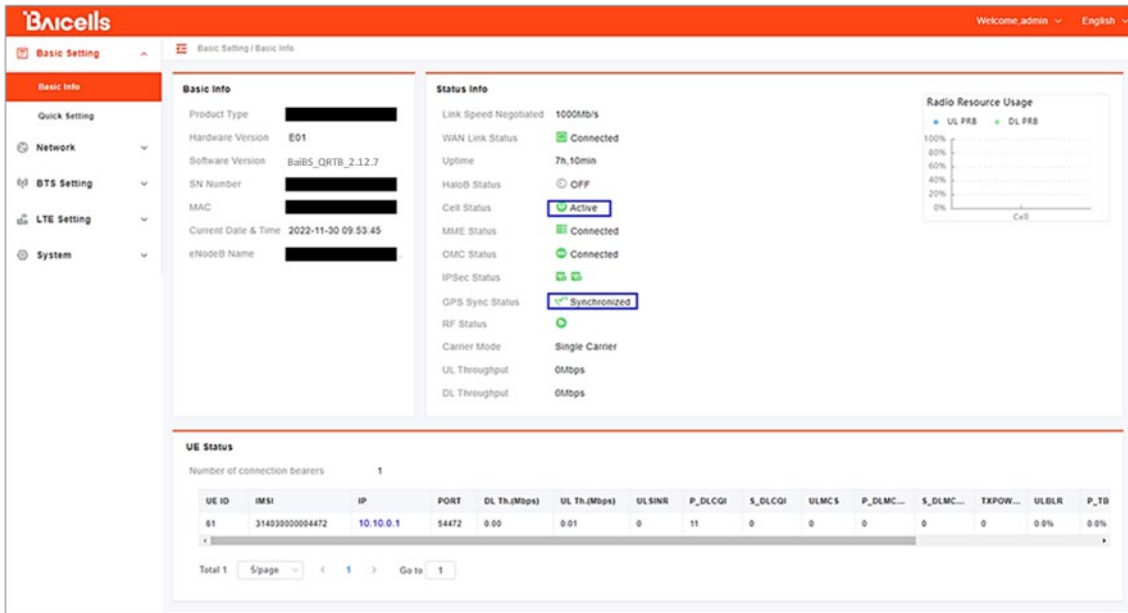 BAIcells
Welcome,admin English
Basic Setting
Basic Setting / Basic Info
Basic Info
Quick Setting
Network
BTS Setting
LTE Setting
System
Basic Info
Product Type
Hardware Version E01
Software Version BaiBS_QRTB_2.12.7
SN Number
MAC
Current Date & Time 2022-11-30 09:53:45
eNodeB Name
Status Info
Link Speed Negotiated 1000Mb/s
WAN Link Status Connected
Uptime 7h,10min
HaloB Status OFF
Cell Status Active
MME Status Connected
OMC Status Connected
IPSec Status
GPS Sync Status Synchronized
RF Status
Carrier Mode Single Carrier
UL Throughput 0Mbps
DL Throughput 0Mbps
Radio Resource Usage
UL PRB DL PRB
100%
80%
60%
40%
20%
0%
Cell
UE Status
Number of connection bearers 1
UE ID IMSI IP PORT DL Th.(Mbps) UL Th.(Mbps) ULSINR P_DLCQI S_DLCQI ULMCS P_DLMC... S_DLMC... TXPOW... ULBLR P_TB
61 314030000004472 10.10.0.1 54472 0.00 0.01 0 11 0 0 0 0 0 0.0% 0.0%
Total 1 5/page < 1 > Go to 1